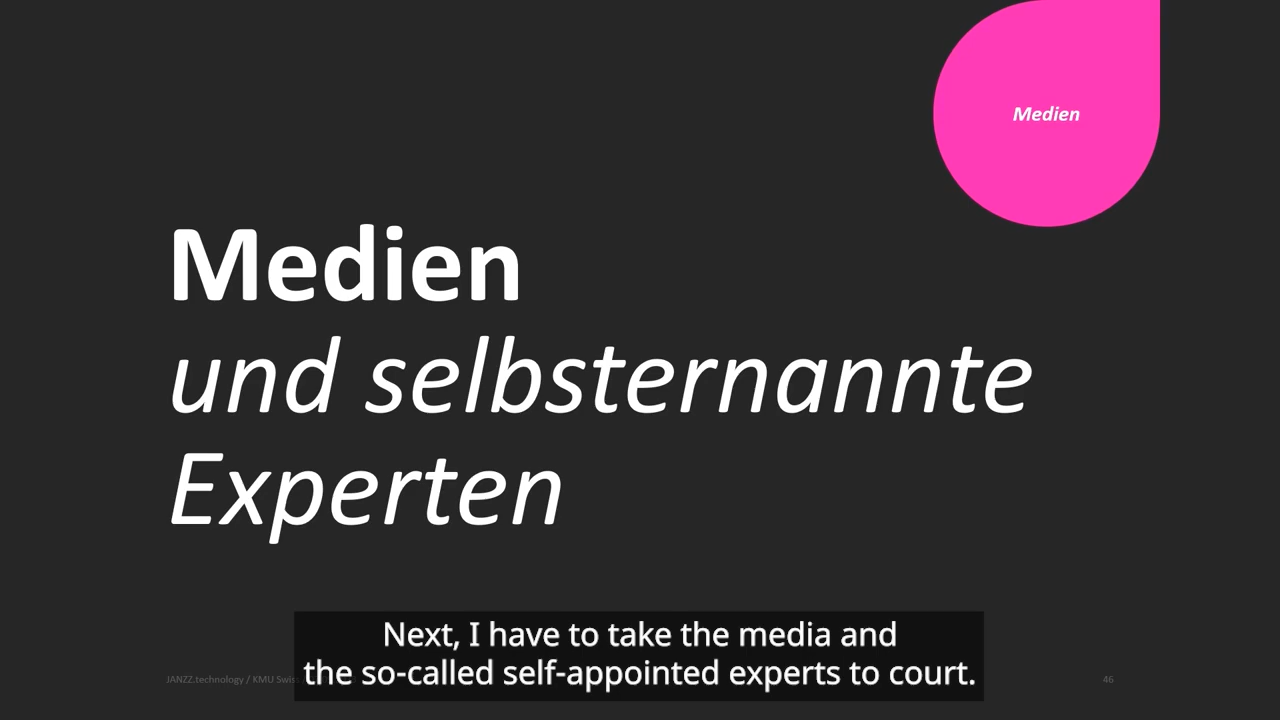 Medien
Medien
und selbsternannte
Experten
Next, I have to take the media and
the so-called self-appointed experts to court.
JANZZ.technology / KMU Swiss
46